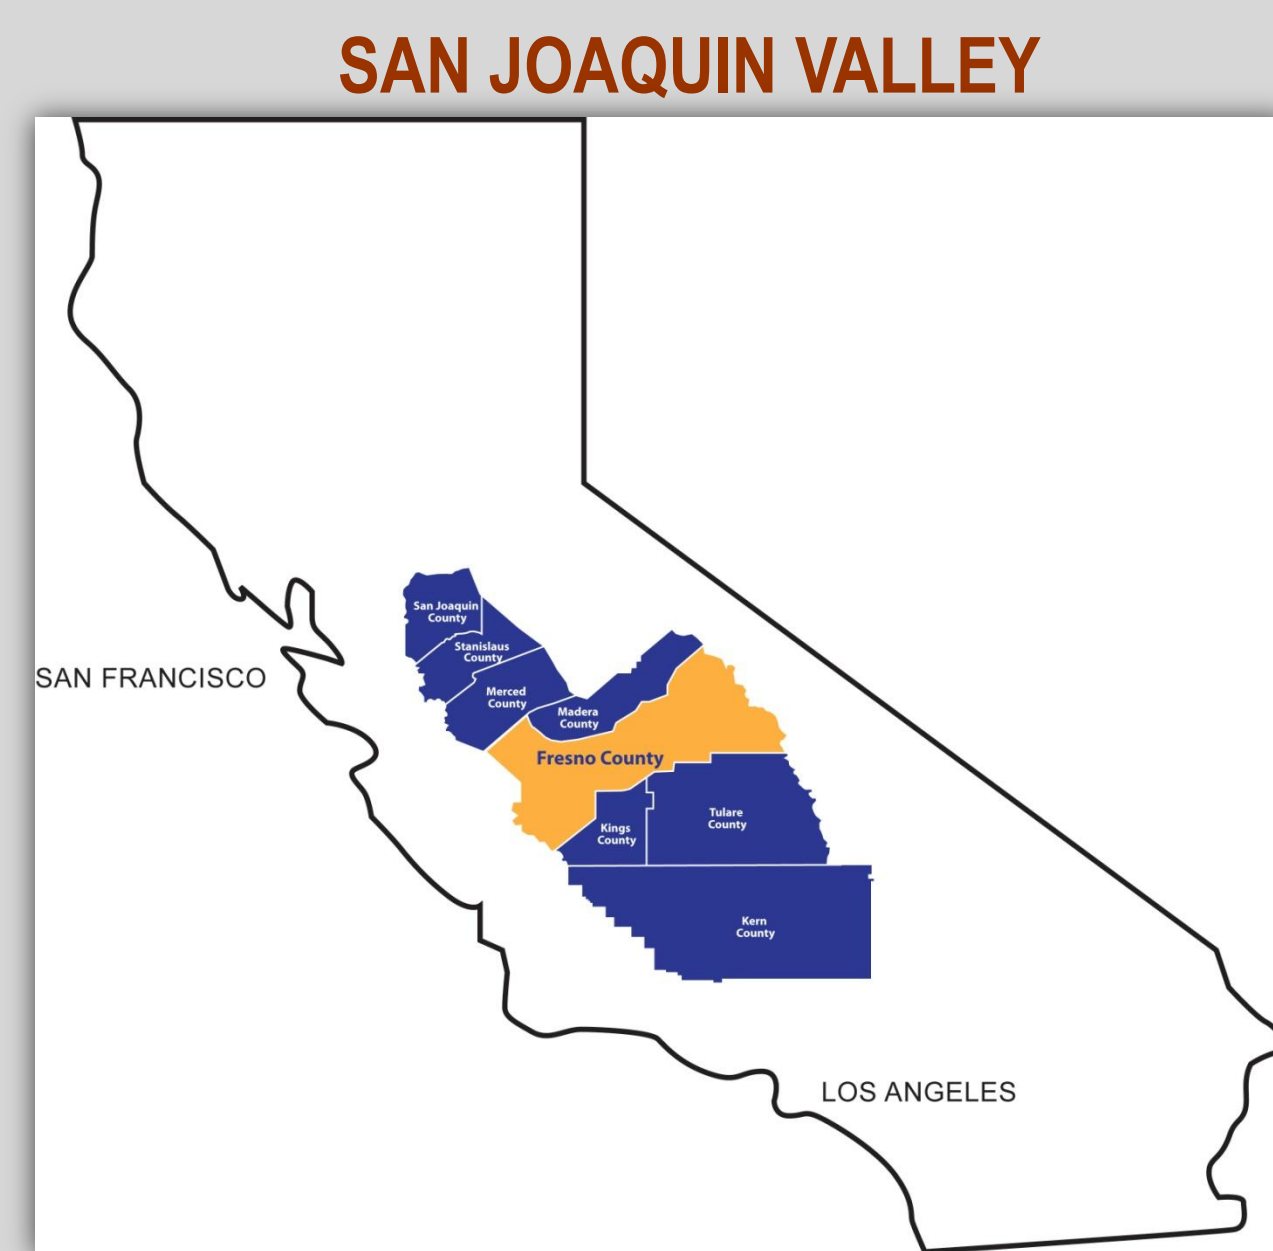 SAN JOAQUIN VALLEY
San Joaquin
County
Stanislaus
County
SAN FRANCISCO
Merced
County
Madera
County
Fresno County
Tulare
County
Kings
County
Kern
County
LOS ANGELES